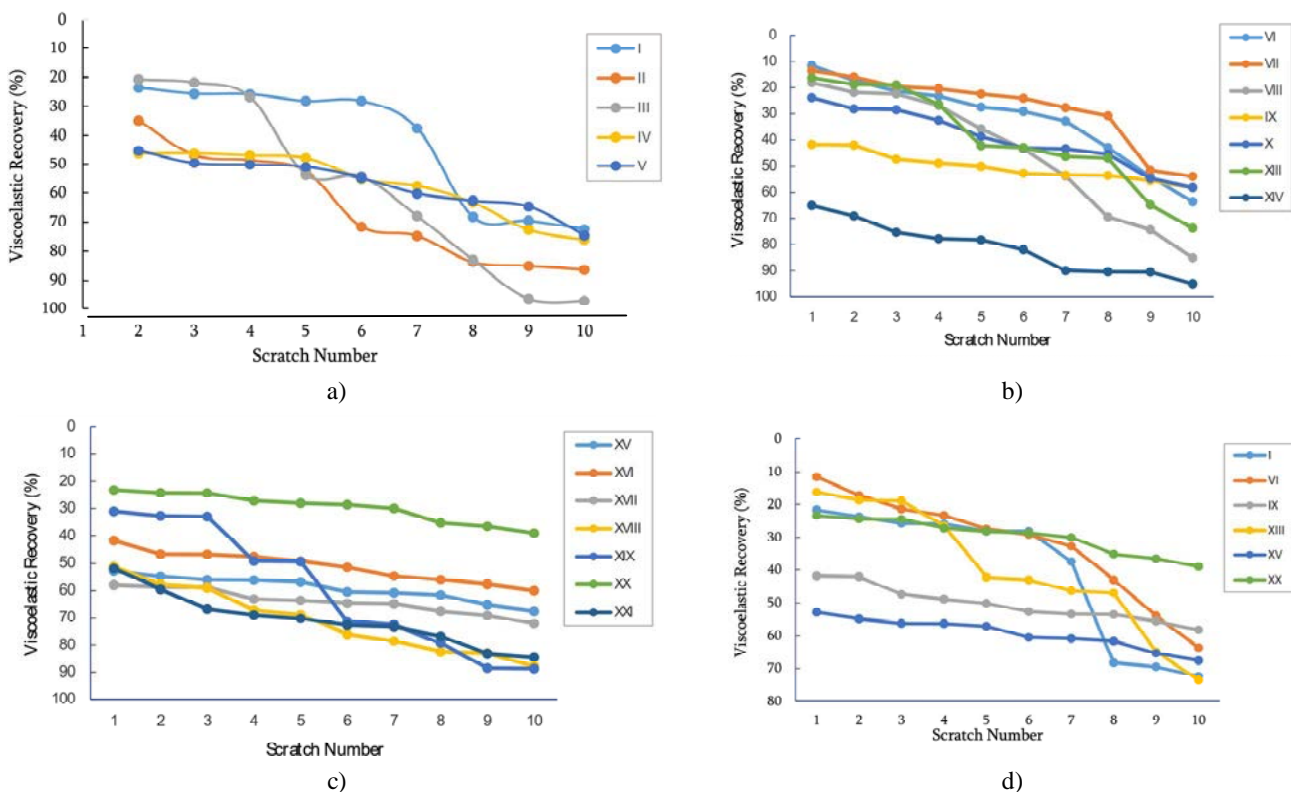 0
10
20
30
40
50
60
70
80
90
100
Viscoelastic Recovery (%)
1 2 3 4 5 6 7 8 9 10
Scratch Number
I
II
III
IV
V
a)
0
10
20
30
40
50
60
70
80
90
100
Viscoelastic Recovery (%)
1 2 3 4 5 6 7 8 9 10
Scratch Number
VI
VII
VIII
IX
X
XIII
XIV
b)
0
10
20
30
40
50
60
70
80
90
100
Viscoelastic Recovery (%)
1 2 3 4 5 6 7 8 9 10
Scratch Number
XV
XVI
XVII
XVIII
XIX
XX
XXI
c)
0
10
20
30
40
50
60
70
80
Viscoelastic Recovery (%)
1 2 3 4 5 6 7 8 9 10
Scratch Number
I
VI
IX
XIII
XV
XX
d)